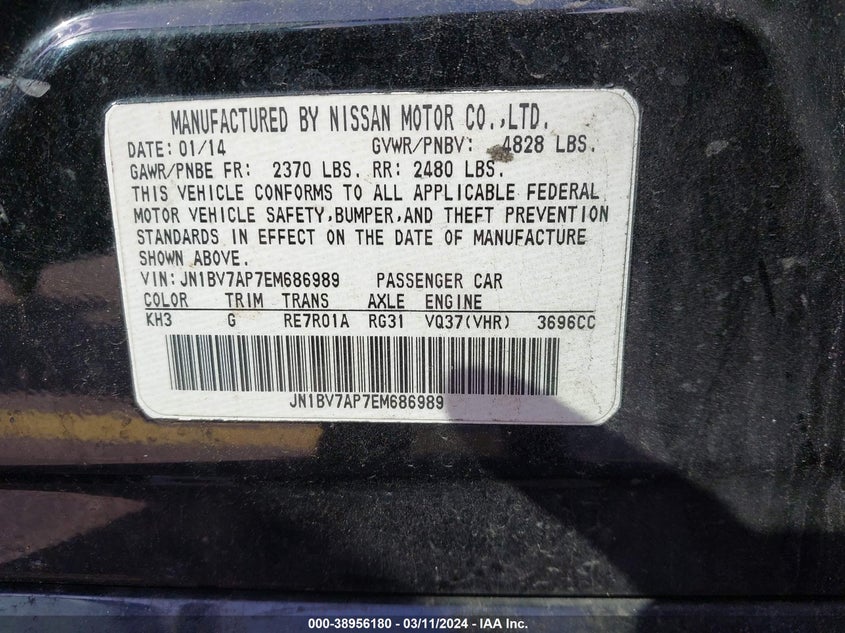 MANUFACTURED BY NISSAN MOTOR CO.,LTD.
DATE: 01/14 GVWR/PNBV: 4828 LBS.
GAWR/PNBE FR: 2370 LBS. RR: 2480 LBS.
THIS VEHICLE CONFORMS TO ALL APPLICABLE FEDERAL
MOTOR VEHICLE SAFETY,BUMPER,AND THEFT PREVENTION
STANDARDS IN EFFECT ON THE DATE OF MANUFACTURE
SHOWN ABOVE.
VIN:JN1BV7AP7EM686989 PASSENGER CAR
COLOR TRIM TRANS AXLE ENGINE
KH3 G RE7R01A RG31 VQ37(VHR) 3696CC
JN1BV7AP7EM686989
000-38956180 - 03/11/2024 - IAA Inc.